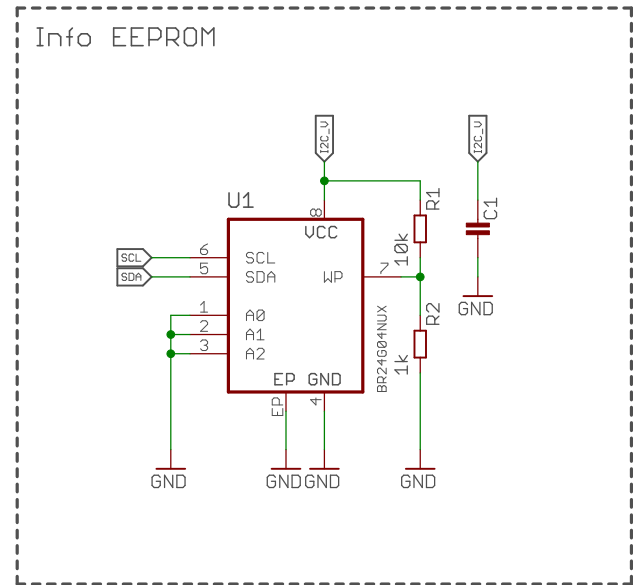 Info EEPROM
I2C_V
I2C_V
U1
8
VCC
R1
10k
C1
SCL
6
SCL
SDA
5
SDA
WP
7
GND
1
A0
2
A1
3
A2
BR24G04NUX
R2
1k
EP
GND
EP
4
GND
GND
GND
GND